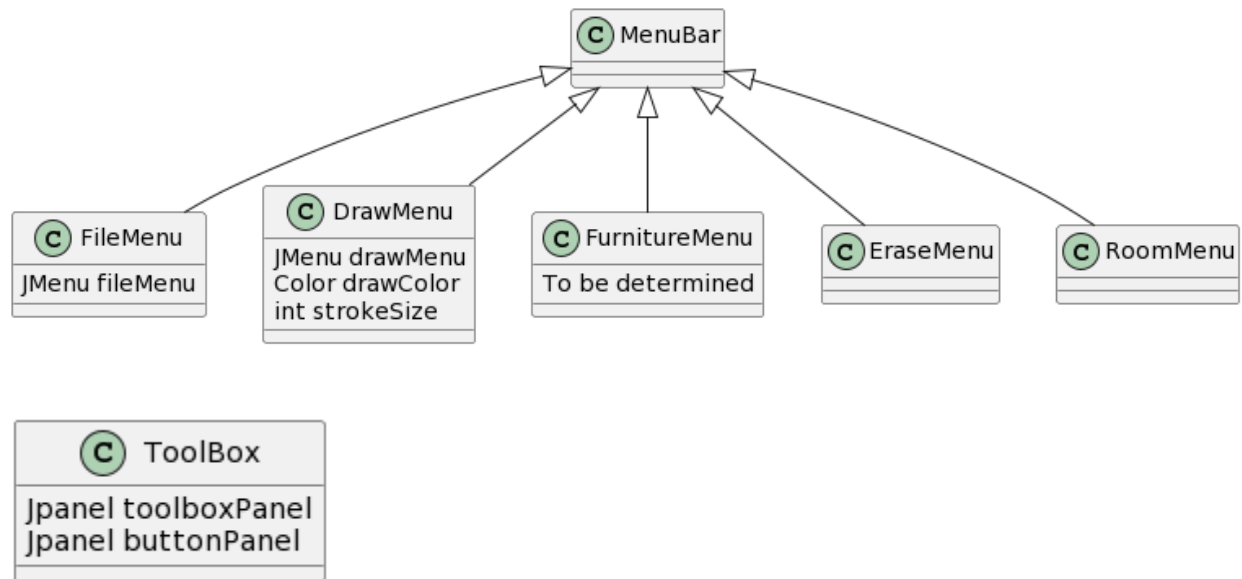 C MenuBar
C FileMenu
JMenu fileMenu
C DrawMenu
JMenu drawMenu
Color drawColor
int strokeSize
C FurnitureMenu
To be determined
C EraseMenu
C RoomMenu
C ToolBox
Jpanel toolboxPanel
Jpanel buttonPanel